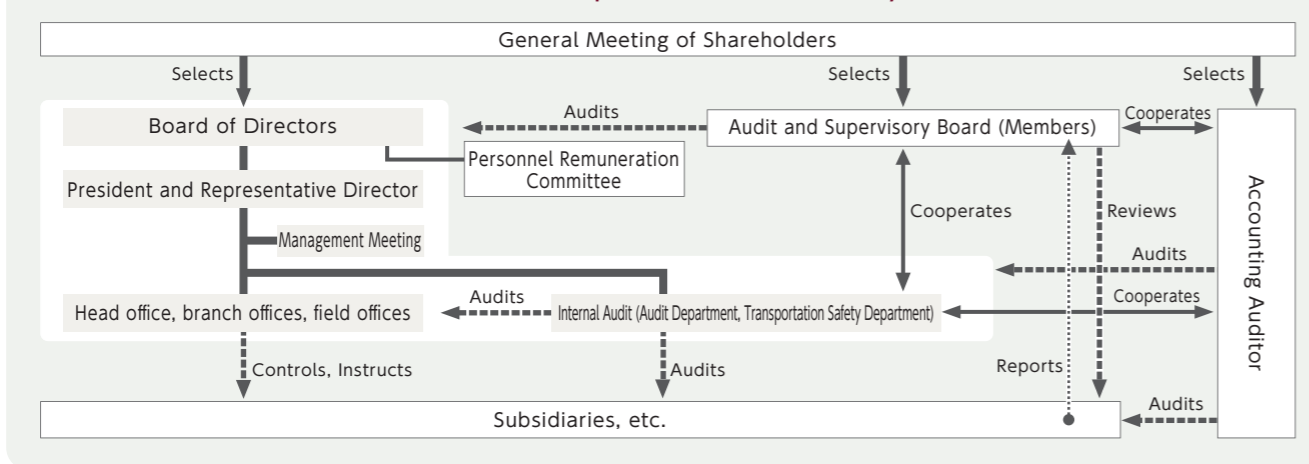 General Meeting of Shareholders
Selects
Selects
Selects
Board of Directors
Audits
Audit and Supervisory Board (Members)
Cooperates
Personnel Remuneration
Committee
President and Representative Director
Accounting Auditor
Cooperates
Reviews
Management Meeting
Audits
Head office, branch offices, field offices
Audits
Internal Audit (Audit Department, Transportation Safety Department)
Cooperates
Controls, Instructs
Audits
Reports
Subsidiaries, etc.
Audits